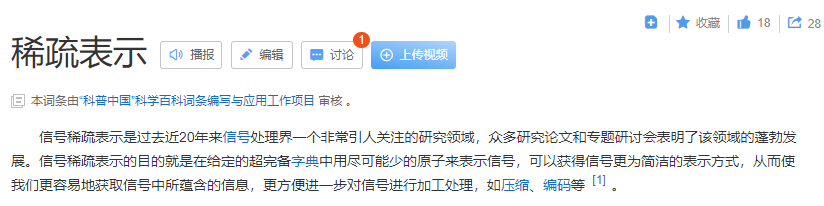 收藏 18 28
稀疏表示 播报 编辑 讨论 1 上传视频
本词条由“科普中国”科学百科词条编写与应用工作项目 审核 。
信号稀疏表示是过去近20年来信号处理界一个非常引人关注的研究领域，众多研究论文和专题研讨会表明了该领域的蓬勃发
展。信号稀疏表示的目的就是在给定的超完备字典中用尽可能少的原子来表示信号，可以获得信号更为简洁的表示方式，从而使
我们更容易地获取信号中所蕴含的信息，更方便进一步对信号进行加工处理，如压缩、编码等 [1] 。